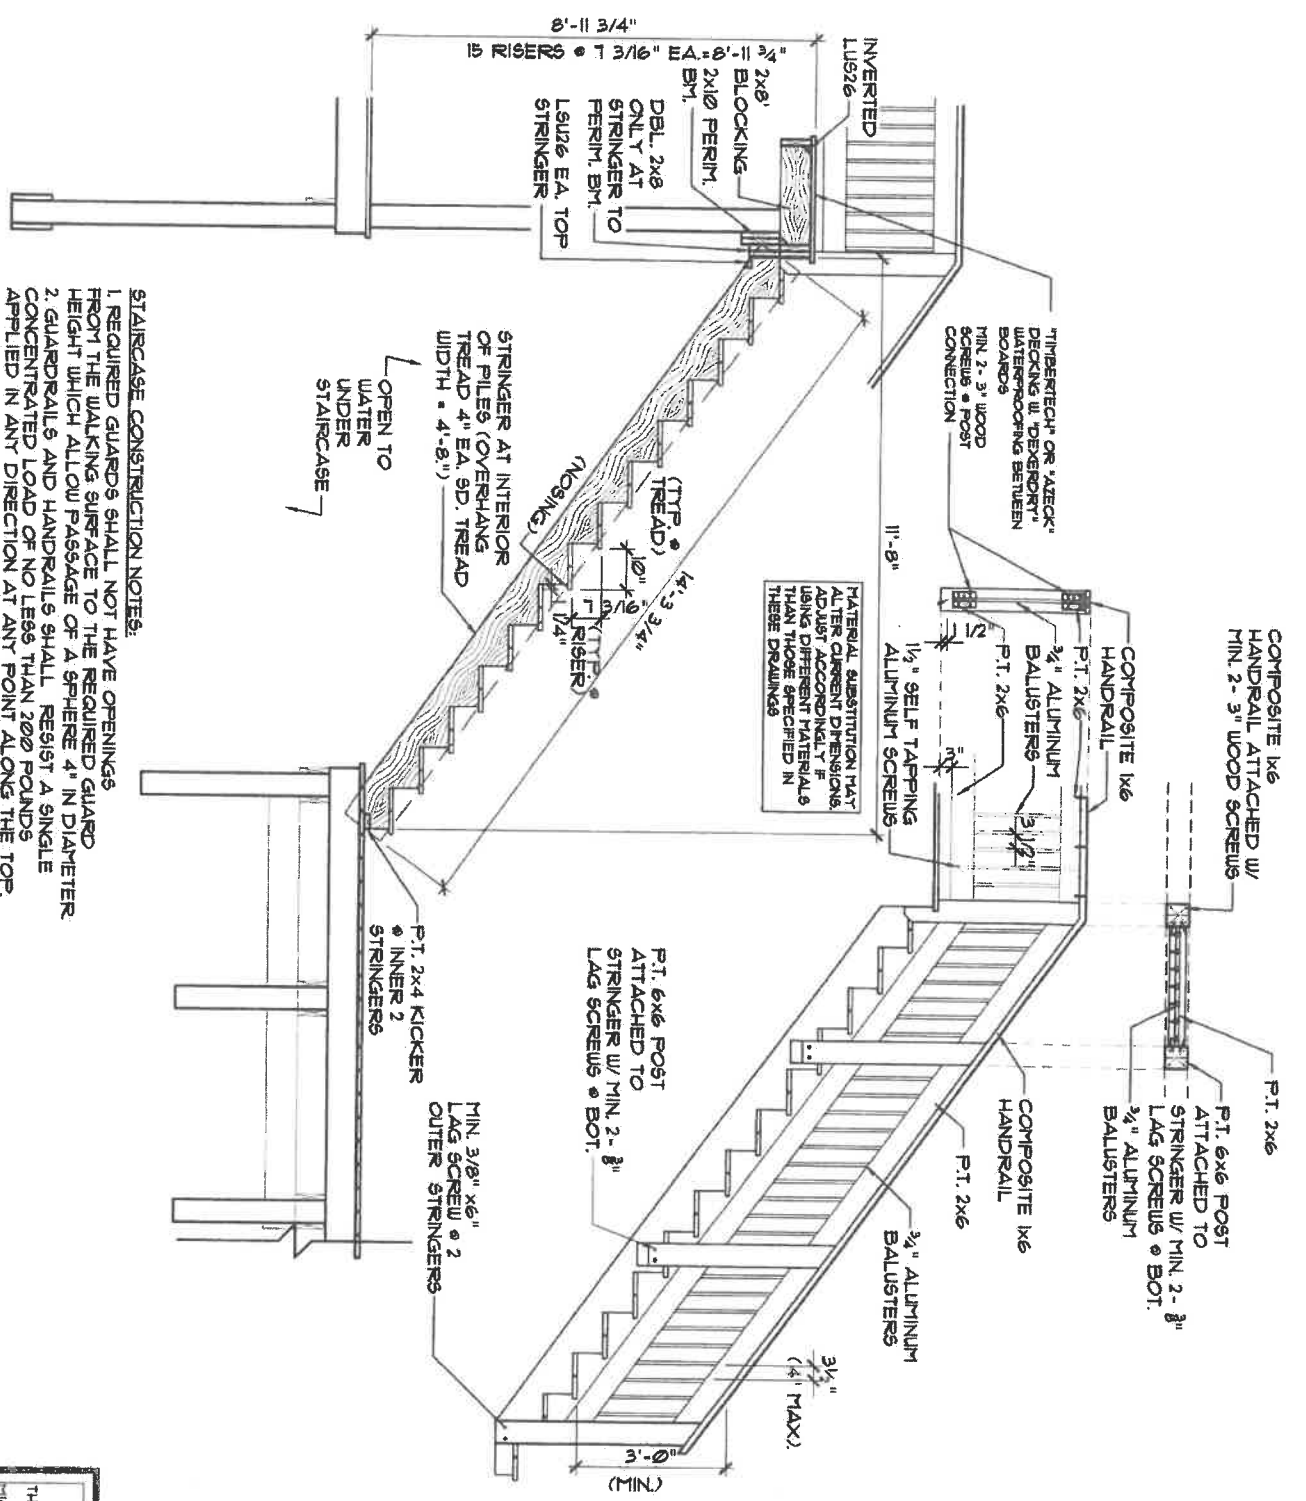 8'-11 3/4"
15 RISERS @ 7 3/16" EA.=8'-11 3/4"
INVERTED
LUS26
2x8'
BLOCKING
2x10 PERIM.
BM.
DBL. 2x8
ONLY AT
STRINGER TO
PERIM. BM.
LSU26 EA. TOP
STRINGER
"TIMBERTECH" OR "AZECK"
DECKING W. "DEXERDRY"
WATERPROOFING BETWEEN
BOARDS
MIN. 2- 3" WOOD
SCREWS @ POST
CONNECTION
11'-8"
14'-3 3/4"
(TYP. @
TREAD)
10"
7 3/16"
(TYP. @
RISER)
1 1/4"
(NOSING)
STRINGER AT INTERIOR
OF PILES (OVERHANG
TREAD 4" EA. SD. TREAD
WIDTH = 4'-8.")
OPEN TO
WATER
UNDER
STAIRCASE
MATERIAL SUBSTITUTION MAY
ALTER CURRENT DIMENSIONS.
ADJUST ACCORDINGLY IF
USING DIFFERENT MATERIALS
THAN THOSE SPECIFIED IN
THESE DRAWINGS
P.T. 2x4 KICKER
@ INNER 2
STRINGERS
STAIRCASE CONSTRUCTION NOTES:
1. REQUIRED GUARDS SHALL NOT HAVE OPENINGS
FROM THE WALKING SURFACE TO THE REQUIRED GUARD
HEIGHT WHICH ALLOW PASSAGE OF A SPHERE 4" IN DIAMETER.
2. GUARDRAILS AND HANDRAILS SHALL RESIST A SINGLE
CONCENTRATED LOAD OF NO LESS THAN 200 POUNDS
APPLIED IN ANY DIRECTION AT ANY POINT ALONG THE TOP.
COMPOSITE 1x6
HANDRAIL ATTACHED W/
MIN. 2- 3" WOOD SCREWS
COMPOSITE 1x6
HANDRAIL
P.T. 2x6
3/4" ALUMINUM
BALUSTERS
P.T. 2x6
1 1/2"
1 1/2" SELF TAPPING
ALUMINUM SCREWS
3"
3 1/2"
P.T. 2x6
P.T. 6x6 POST
ATTACHED TO
STRINGER W/ MIN. 2- 3/8"
LAG SCREWS @ BOT.
3/4" ALUMINUM
BALUSTERS
COMPOSITE 1x6
HANDRAIL
P.T. 2x6
3/4" ALUMINUM
BALUSTERS
P.T. 6x6 POST
ATTACHED TO
STRINGER W/ MIN. 2- 3/8"
LAG SCREWS @ BOT.
MIN. 3/8" x6"
LAG SCREW @ 2
OUTER STRINGERS
(4" MAX).
3'-0"
(MIN.)